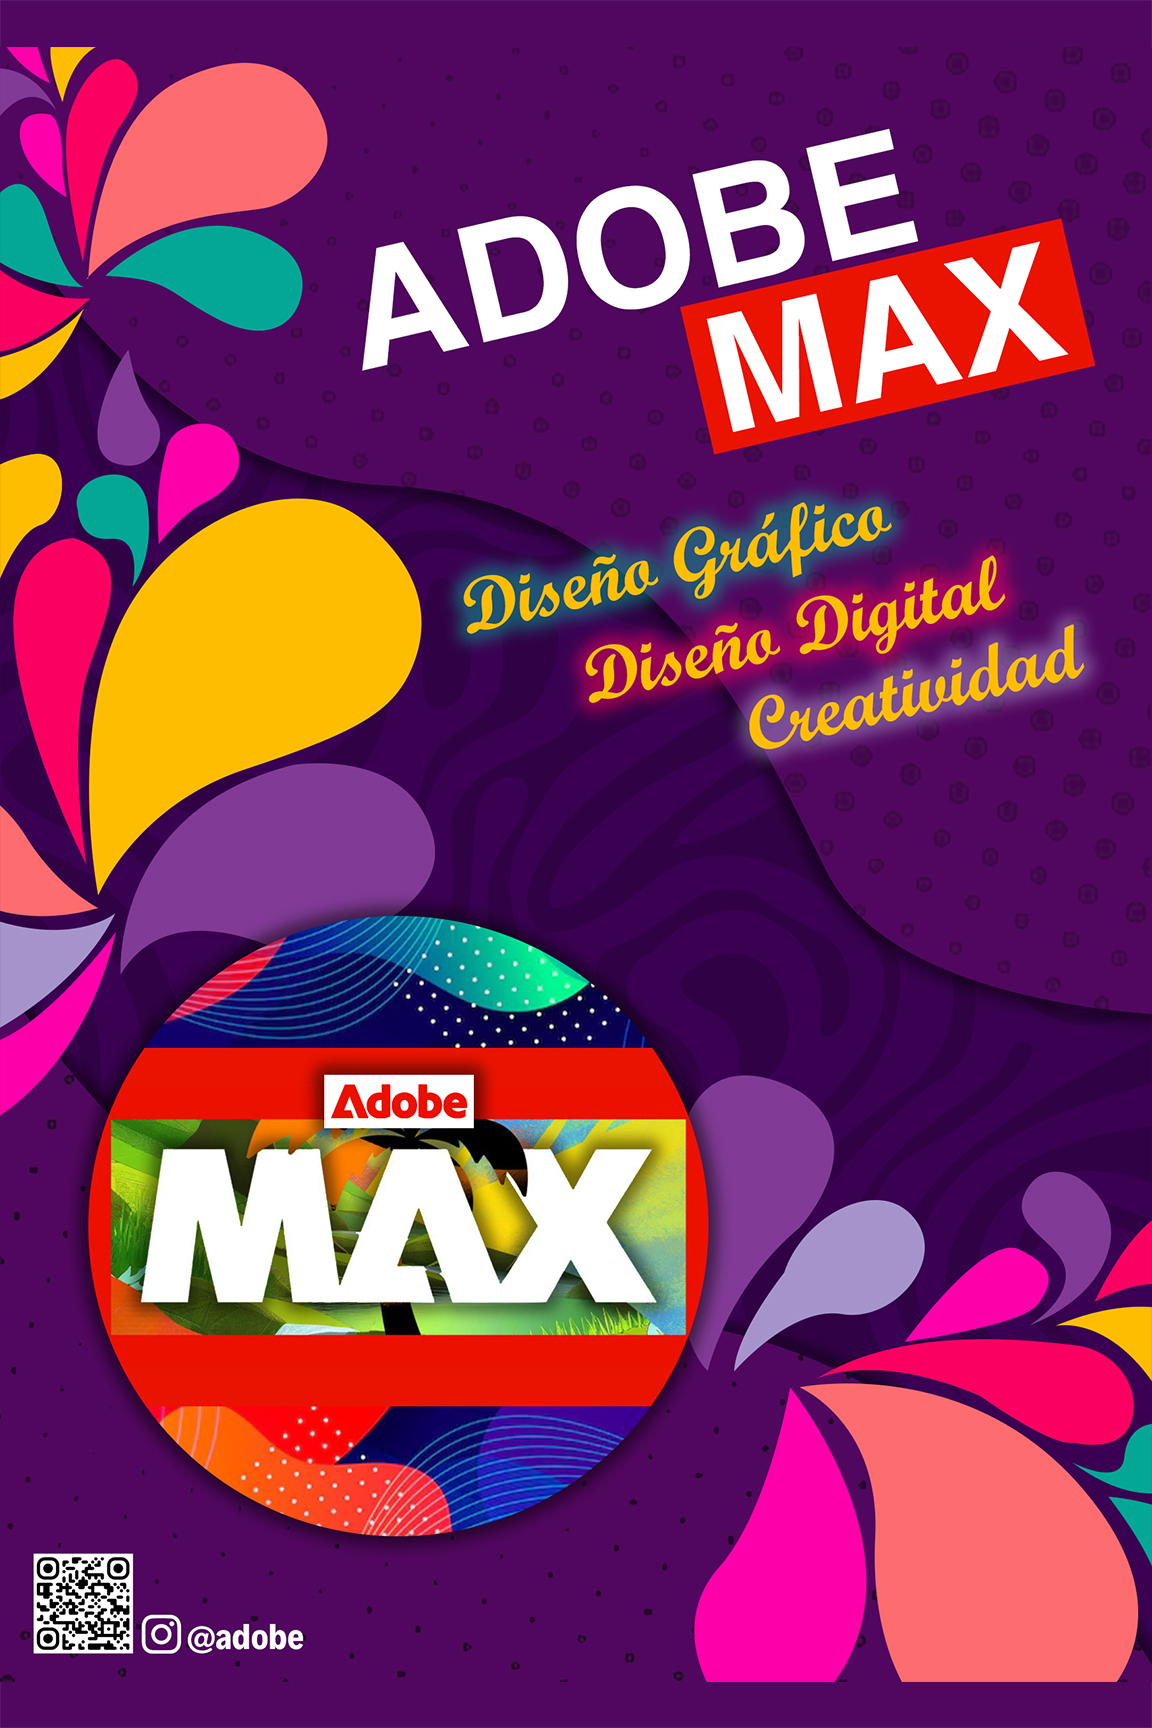 ADOBE
MAX
Diseño Gráfico
Diseño Digital
Creatividad
Adobe
MAX
@adobe